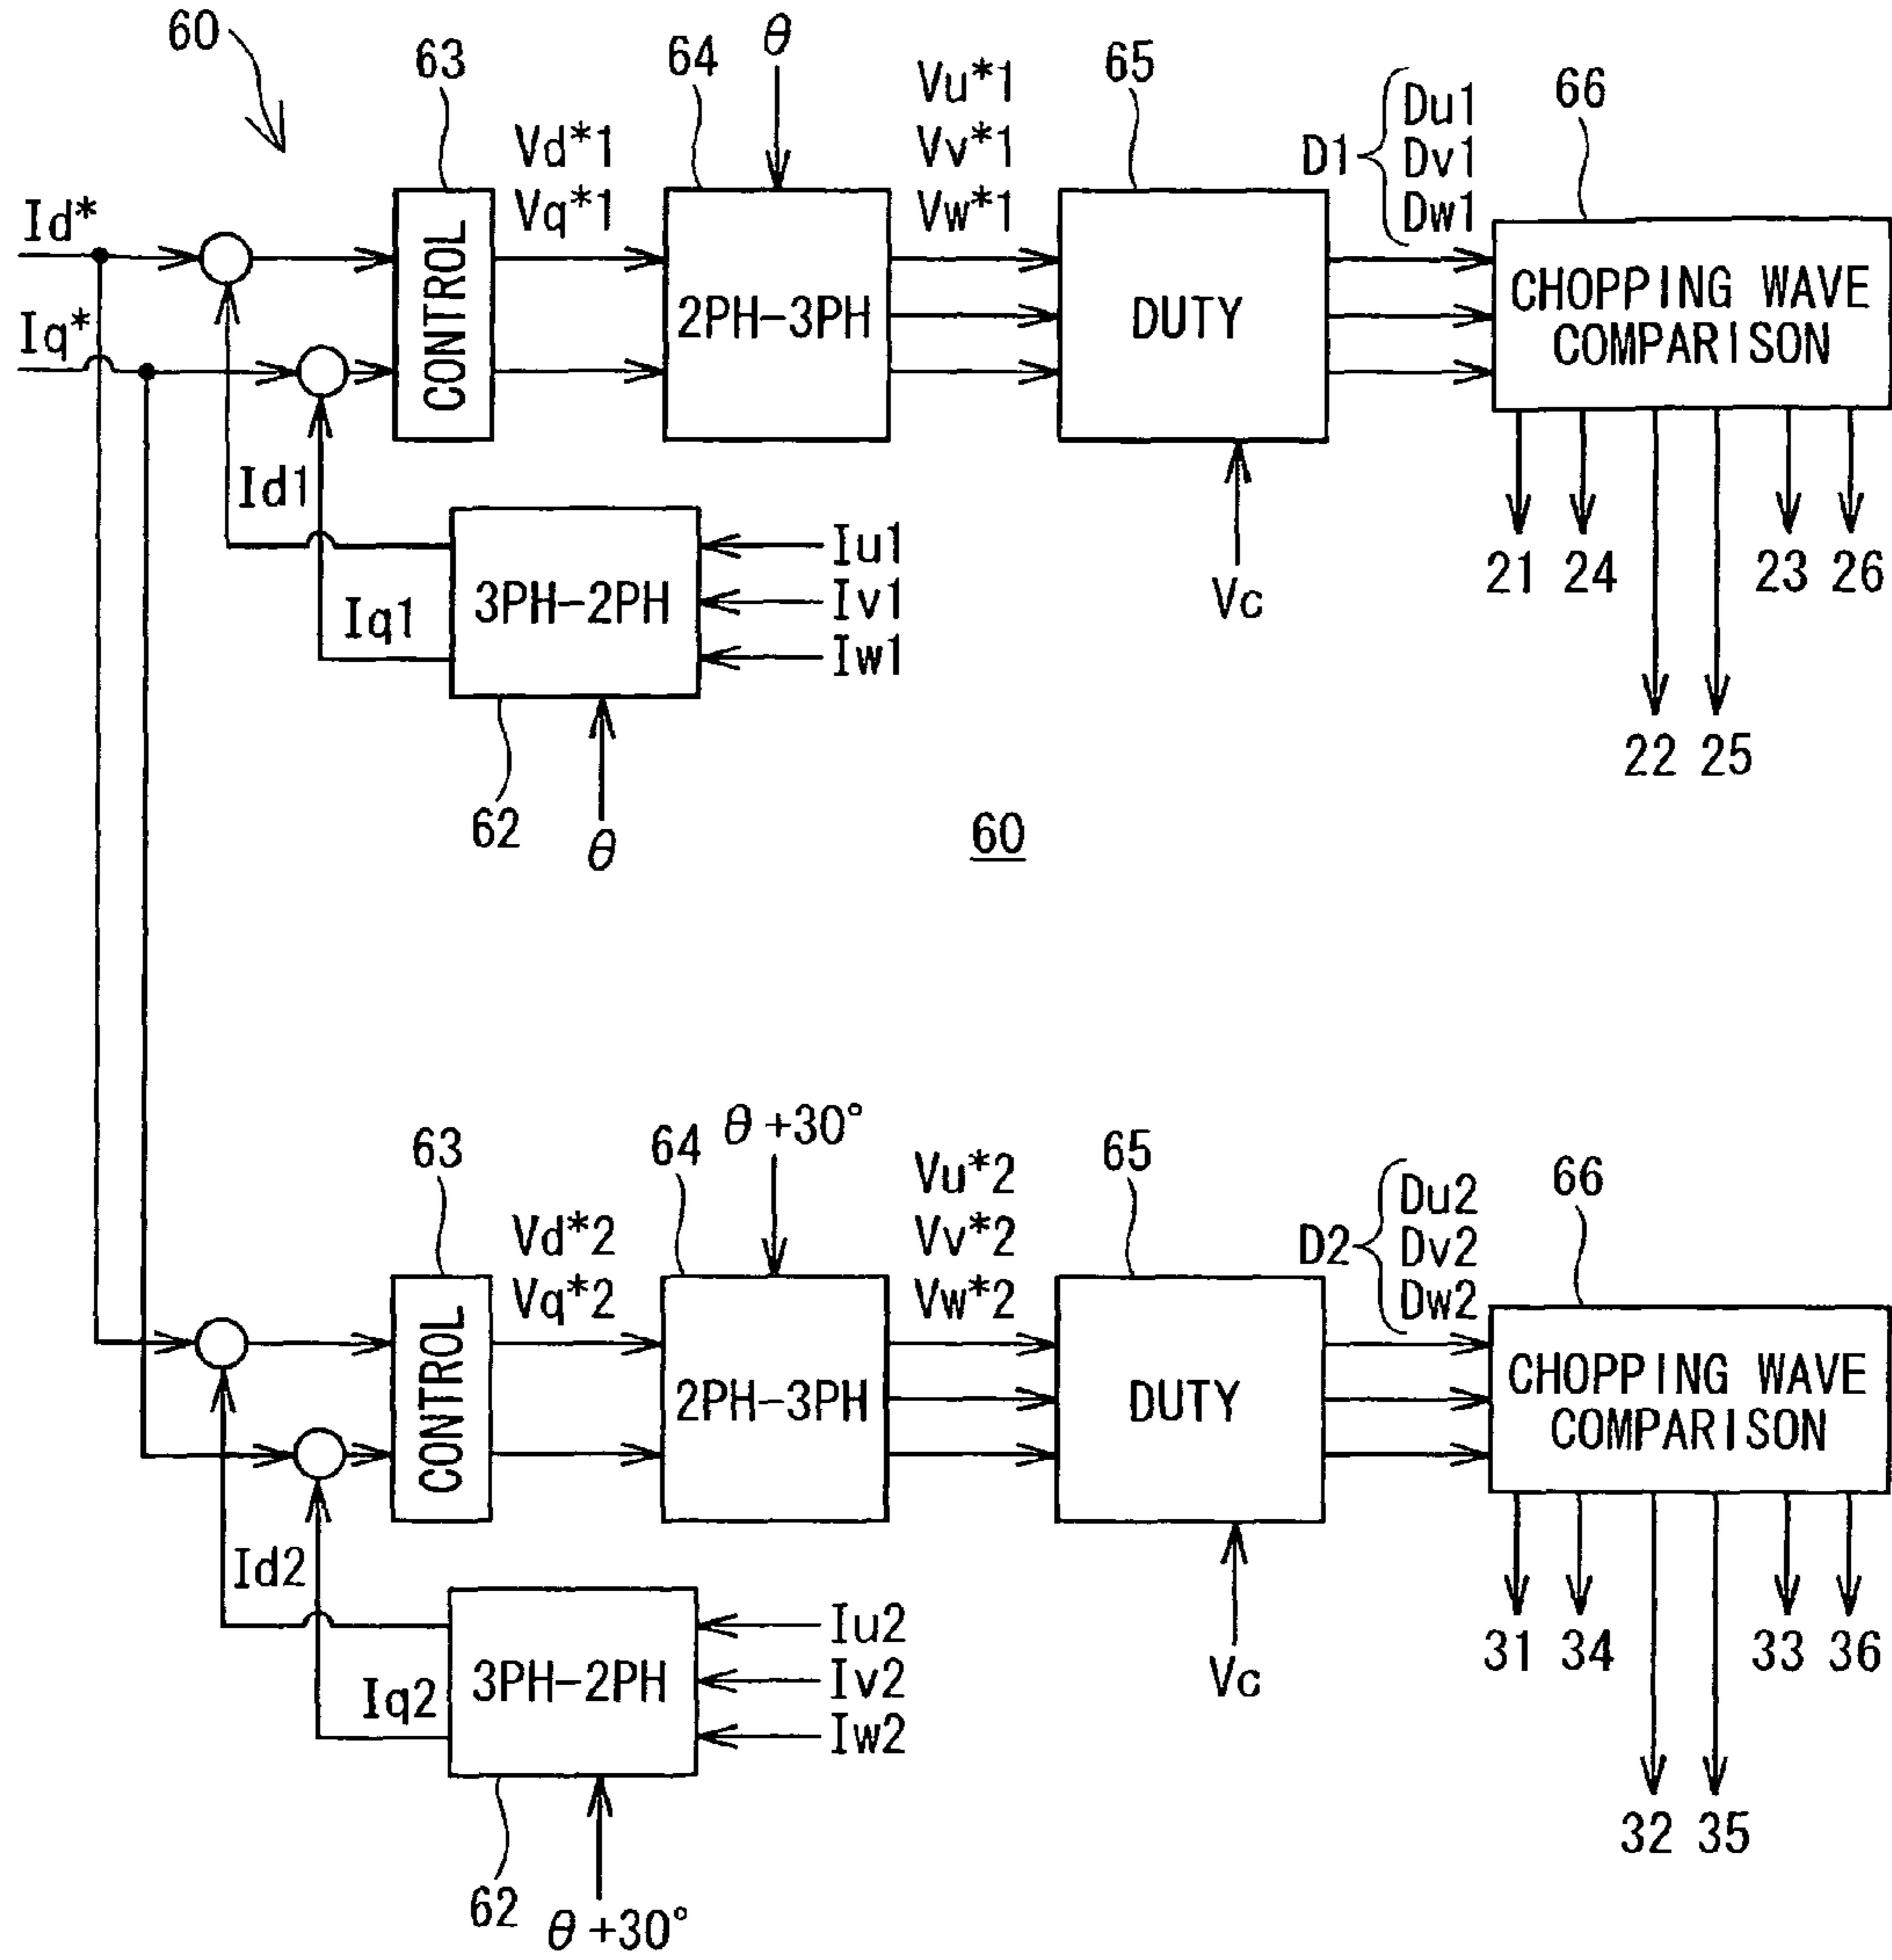 60
63
64
θ
65
66
Vd*1
Vq*1
Vu*1
Vv*1
Vw*1
D1
Du1
Dv1
Dw1
Id*
Iq*
CONTROL
2PH-3PH
DUTY
CHOPPING WAVE
COMPARISON
Id1
Iq1
3PH-2PH
Iu1
Iv1
Iw1
Vc
21
24
23
26
22
25
62
θ
60
63
64
θ+30°
65
66
Vd*2
Vq*2
Vu*2
Vv*2
Vw*2
D2
Du2
Dv2
Dw2
CONTROL
2PH-3PH
DUTY
CHOPPING WAVE
COMPARISON
Id2
Iq2
3PH-2PH
Iu2
Iv2
Iw2
Vc
31
34
33
36
32
35
62
θ+30°